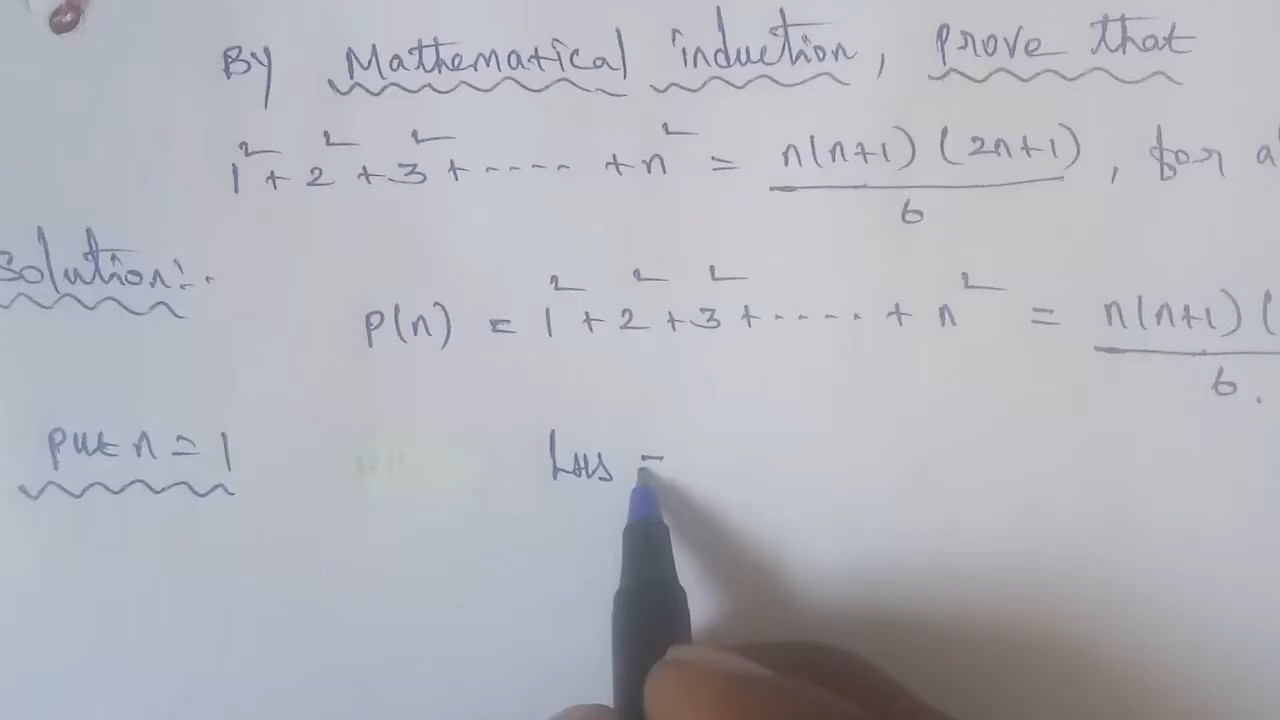 By Mathematical induction, prove that
1² + 2² + 3² + ----- + n² = n(n+1) (2n+1) / 6 , for a
Solution:-
P(n) = 1² + 2² + 3² + ..... + n² = n(n+1) ( / 6 .
put n = 1 LHS =